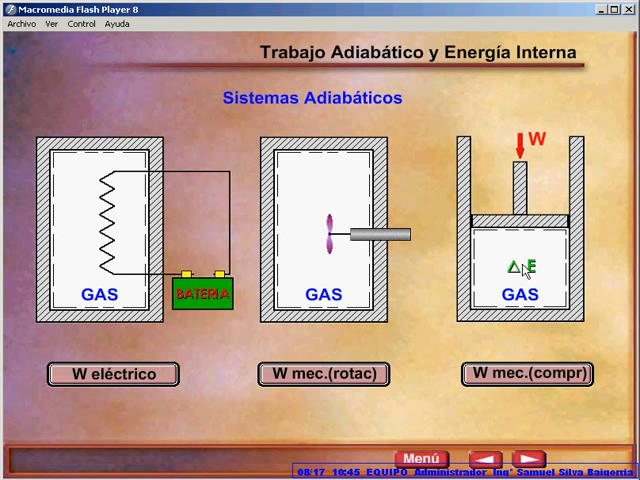 Macromedia Flash Player 8
Archivo Ver Control Ayuda
Trabajo Adiabático y Energía Interna
Sistemas Adiabáticos
W
△ E
GAS
BATERIA
GAS
GAS
W eléctrico
W mec.(rotac)
W mec.(compr)
Menú
08/17 10:45 EQUIPO Administrador Ing° Samuel Silva Baigorria